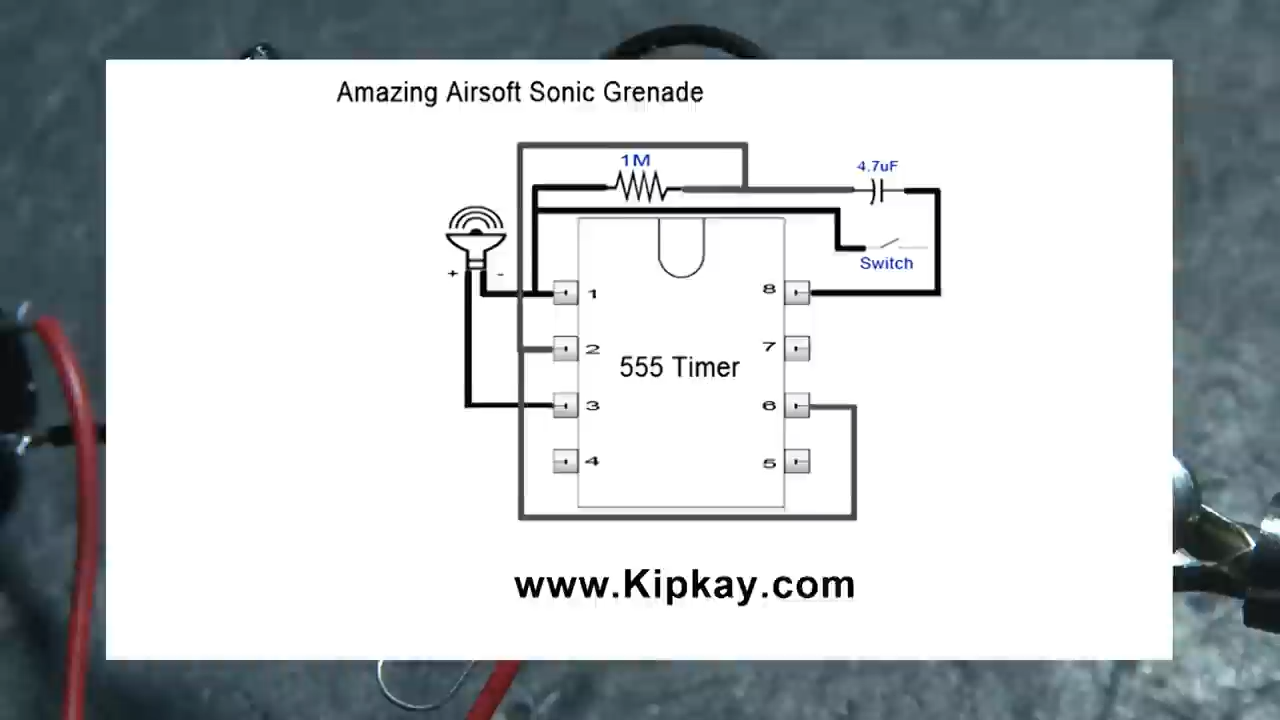 Amazing Airsoft Sonic Grenade
1M
4.7uF
Switch
+ -
1 8
2 7
555 Timer
3 6
4 5
www.Kipkay.com